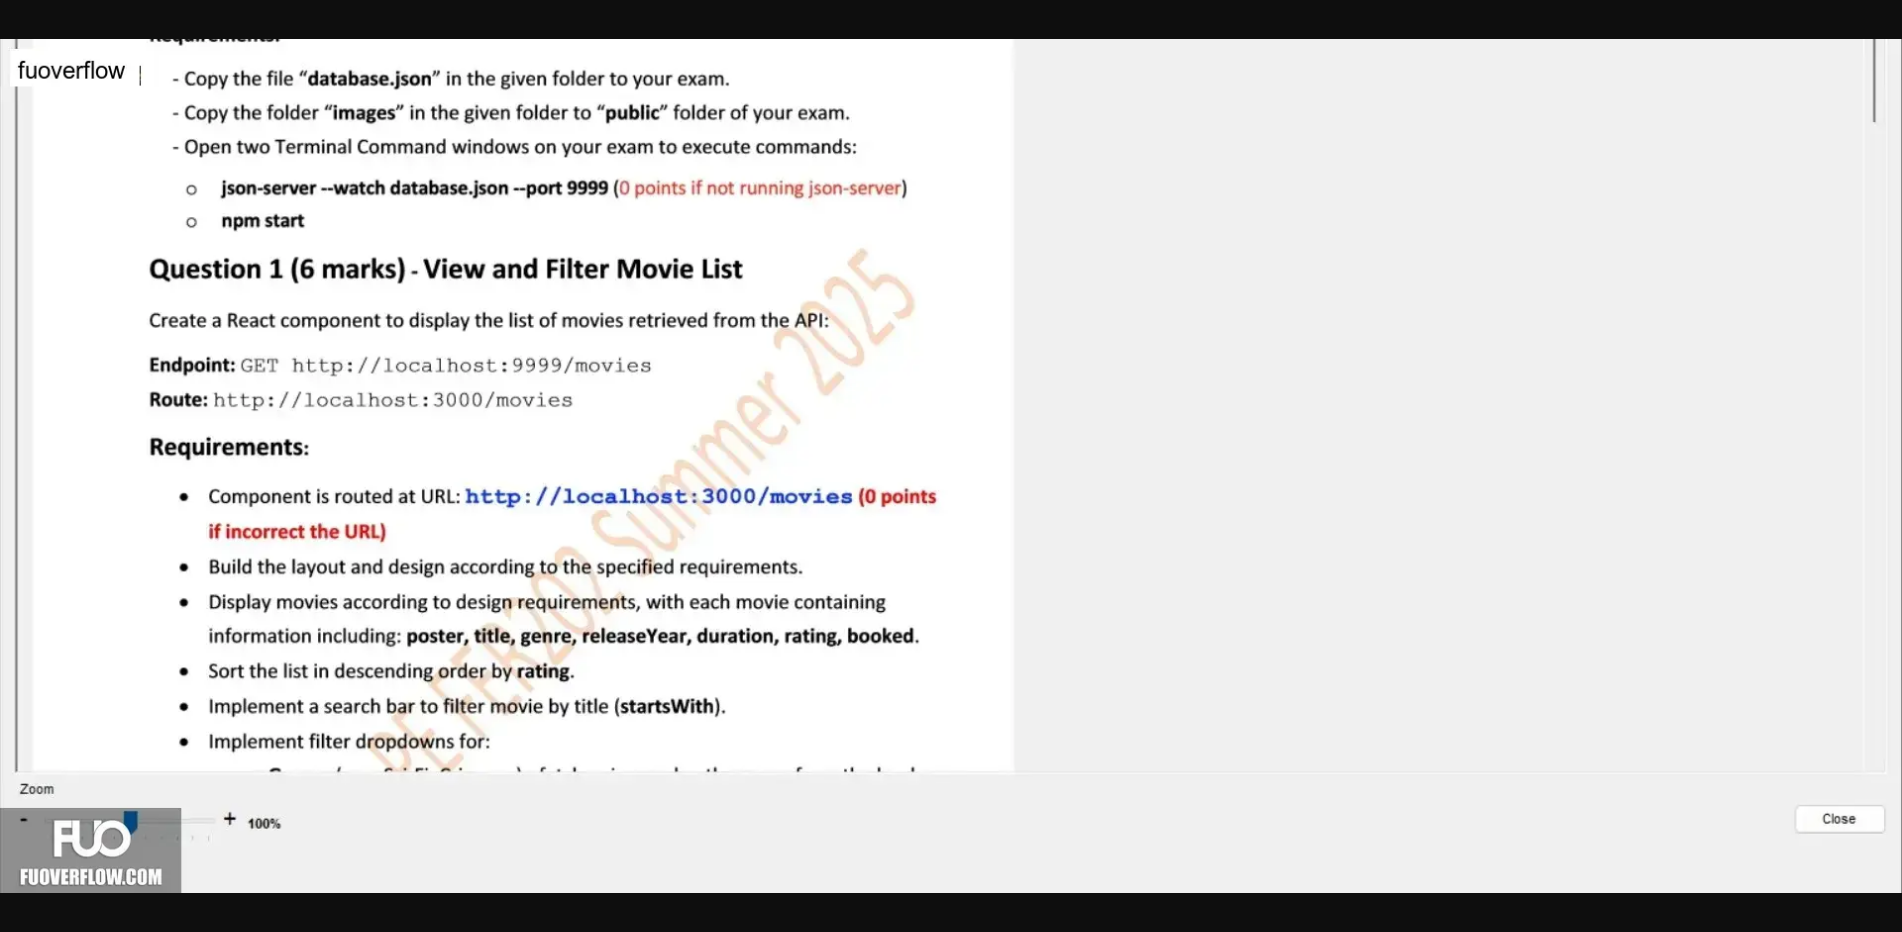 Requirements:
fuoverflow
- Copy the file “database.json” in the given folder to your exam.
- Copy the folder “images” in the given folder to “public” folder of your exam.
- Open two Terminal Command windows on your exam to execute commands:
o json-server --watch database.json --port 9999 (0 points if not running json-server)
o npm start
Question 1 (6 marks) - View and Filter Movie List
Create a React component to display the list of movies retrieved from the API:
Endpoint: GET http://localhost:9999/movies
Route: http://localhost:3000/movies
Requirements:
• Component is routed at URL: http://localhost:3000/movies (0 points
if incorrect the URL)
• Build the layout and design according to the specified requirements.
• Display movies according to design requirements, with each movie containing
information including: poster, title, genre, releaseYear, duration, rating, booked.
• Sort the list in descending order by rating.
• Implement a search bar to filter movie by title (startsWith).
• Implement filter dropdowns for:
PE FER202 Summer 2025
Zoom
- + 100%
Close
FUO
FUOVERFLOW.COM